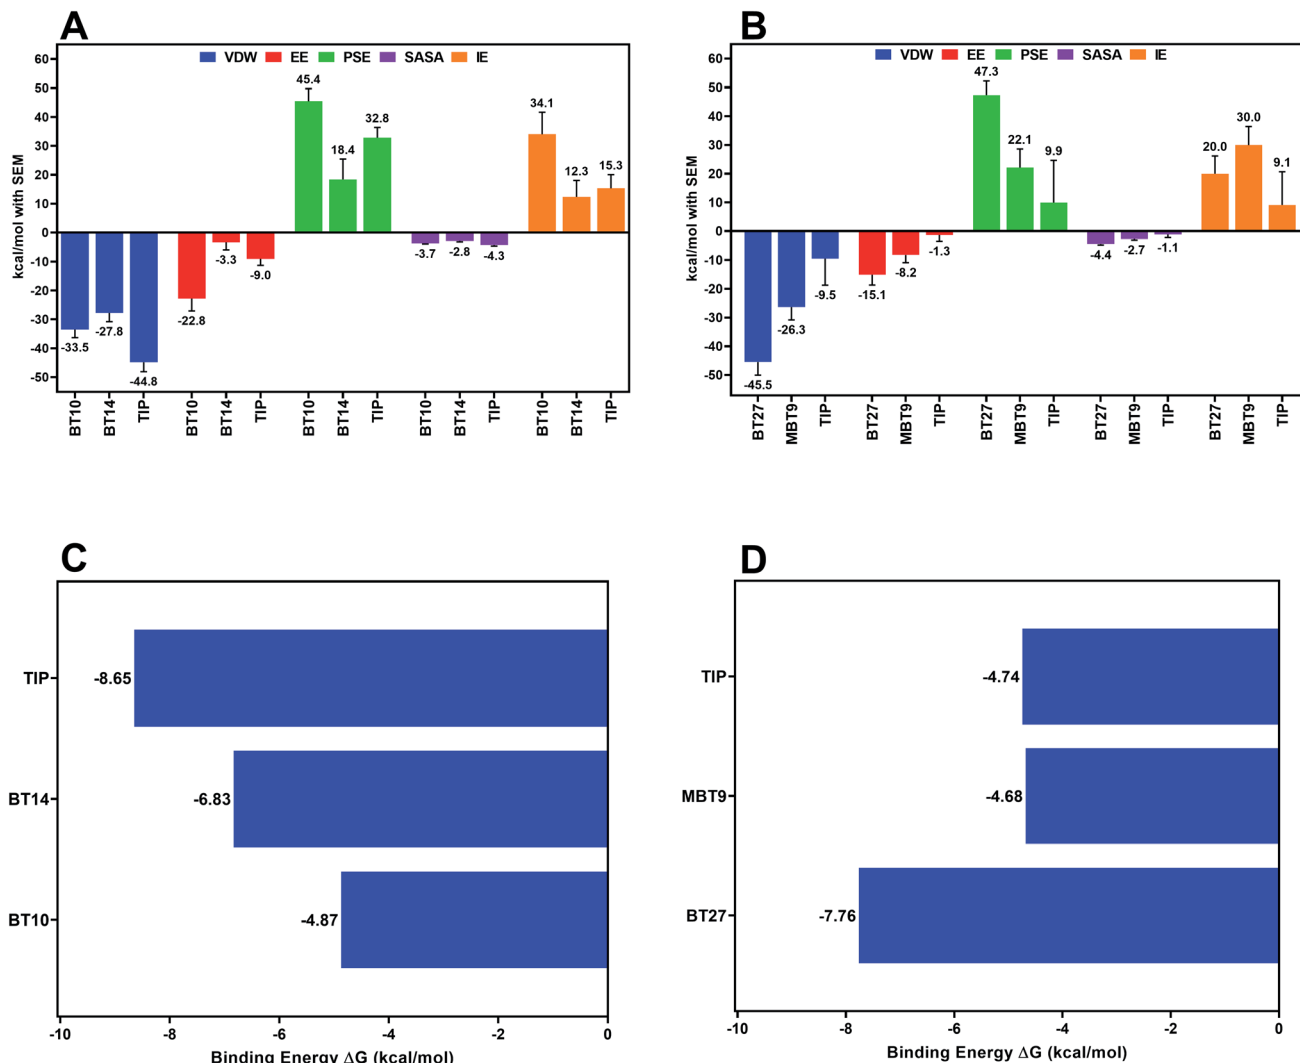 A
VDW EE PSE SASA IE
kcal/mol with SEM
60
50
40
30
20
10
0
-10
-20
-30
-40
-50
-33.5
-27.8
-44.8
-22.8
-3.3
-9.0
45.4
18.4
32.8
-3.7
-2.8
-4.3
34.1
12.3
15.3
BT10 BT14 TIP BT10 BT14 TIP BT10 BT14 TIP BT10 BT14 TIP BT10 BT14 TIP
B
VDW EE PSE SASA IE
kcal/mol with SEM
60
50
40
30
20
10
0
-10
-20
-30
-40
-50
-45.5
-26.3
-9.5
-15.1
-8.2
-1.3
47.3
22.1
9.9
-4.4
-2.7
-1.1
20.0
30.0
9.1
BT27 MBT9 TIP BT27 MBT9 TIP BT27 MBT9 TIP BT27 MBT9 TIP BT27 MBT9 TIP
C
TIP -8.65
BT14 -6.83
BT10 -4.87
-10 -8 -6 -4 -2 0
Binding Energy ΔG (kcal/mol)
D
TIP -4.74
MBT9 -4.68
BT27 -7.76
-10 -8 -6 -4 -2 0
Binding Energy ΔG (kcal/mol)